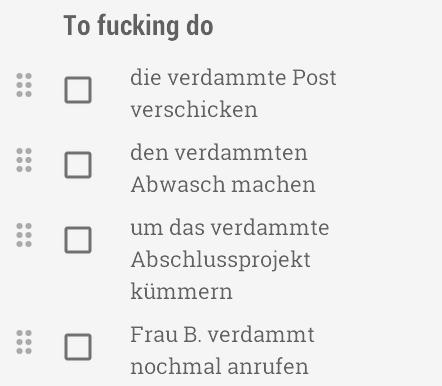 To fucking do
die verdammte Post
verschicken
den verdammten
Abwasch machen
um das verdammte
Abschlussprojekt
kümmern
Frau B. verdammt
nochmal anrufen